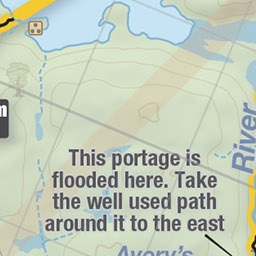 m
River
This portage is
flooded here. Take
the well used path
around it to the east
Avery's